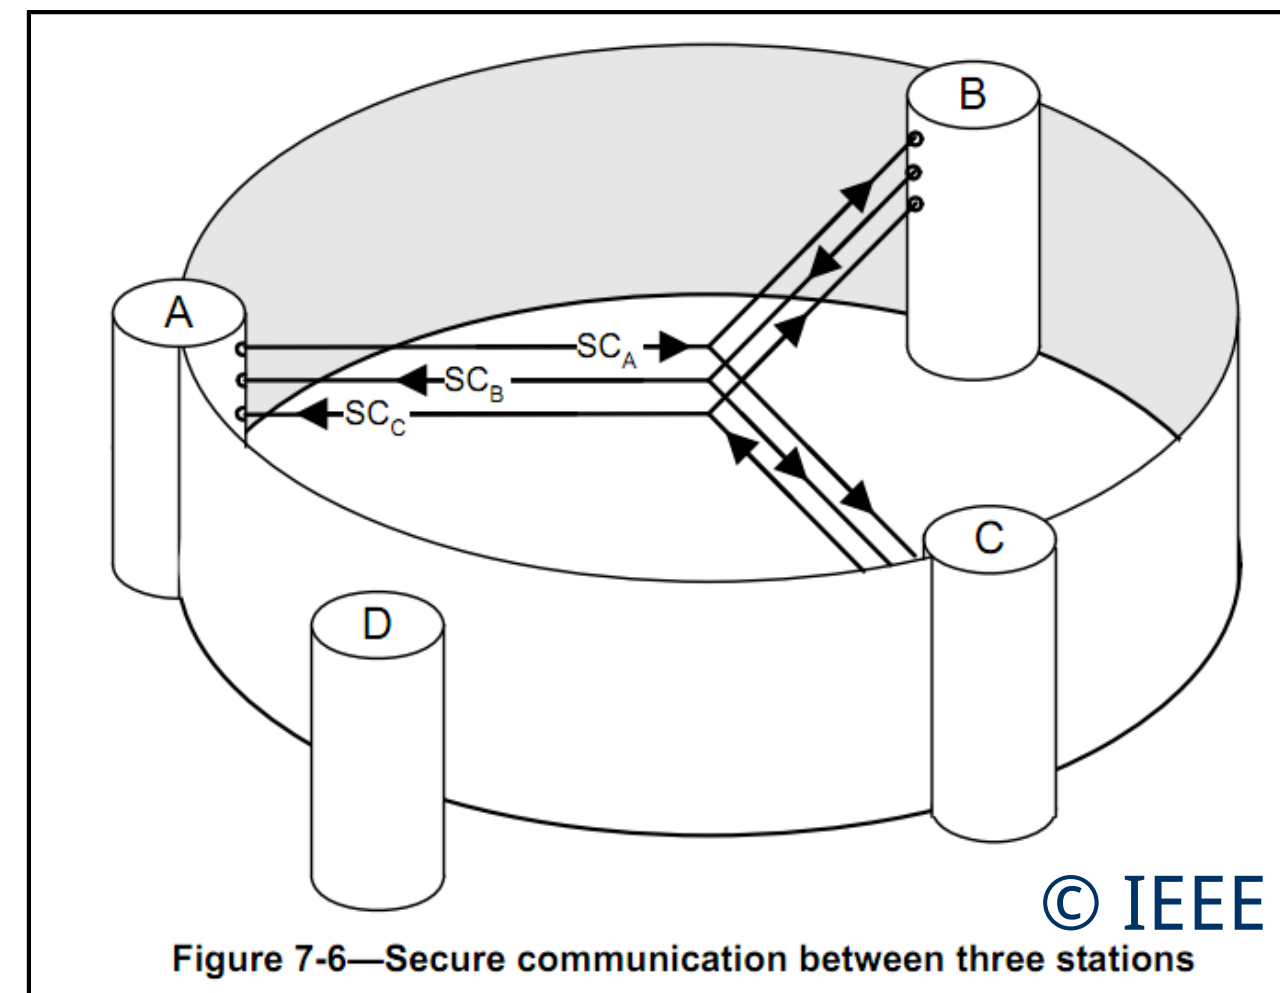 B
A
SCA
SCB
SCC
C
D
© IEEE
Figure 7-6—Secure communication between three stations